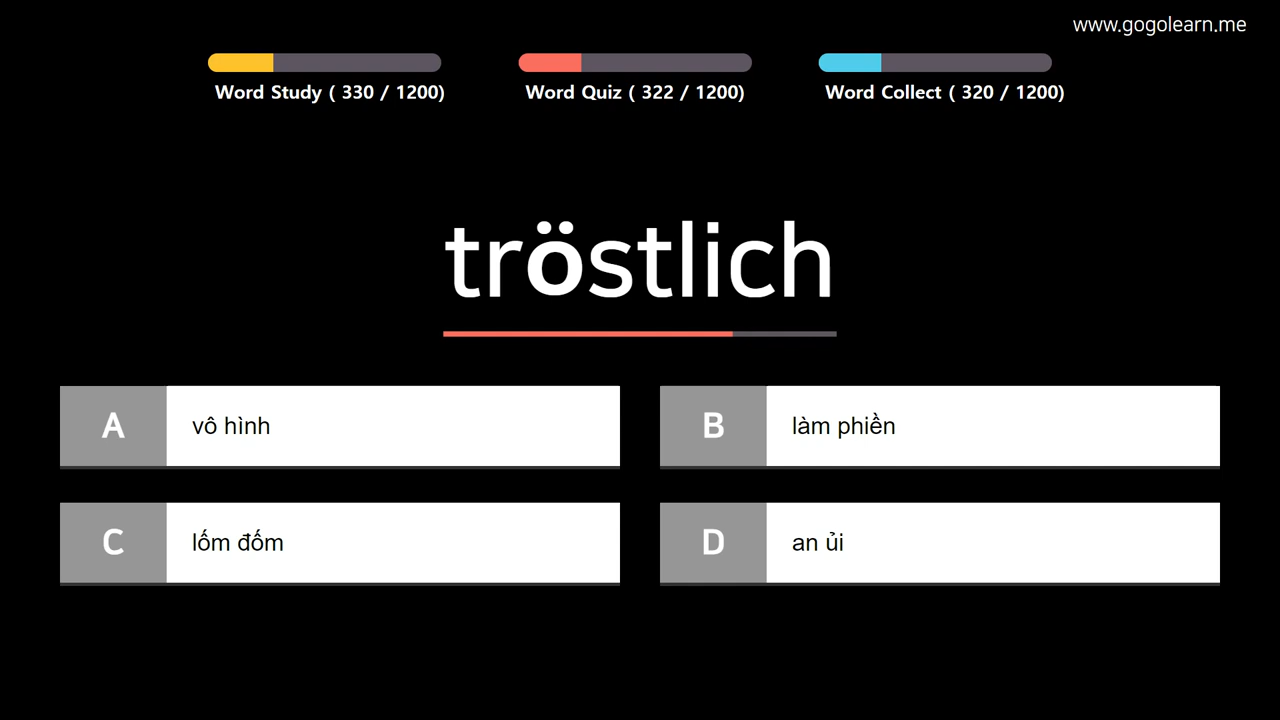 www.gogolearn.me
Word Study ( 330 / 1200)
Word Quiz ( 322 / 1200)
Word Collect ( 320 / 1200)
tröstlich
A vô hình
B làm phiền
C lốm đốm
D an ủi